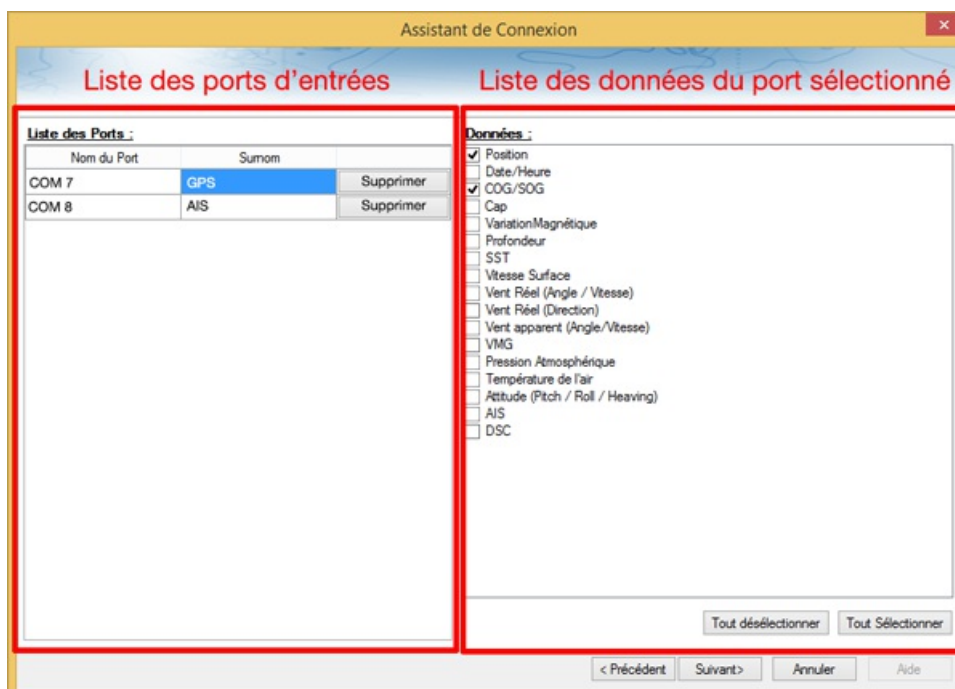 Assistant de Connexion
Liste des ports d'entrées
Liste des données du port sélectionné
Liste des Ports :
Nom du Port Surnom
COM 7 GPS Supprimer
COM 8 AIS Supprimer
Données :
Position
Date/Heure
COG/SOG
Cap
VariationMagnétique
Profondeur
SST
Vitesse Surface
Vent Réel (Angle / Vitesse)
Vent Réel (Direction)
Vent apparent (Angle/Vitesse)
VMG
Pression Atmosphérique
Température de l'air
Attitude (Pitch / Roll / Heaving)
AIS
DSC
Tout désélectionner Tout Sélectionner
< Précédent Suivant> Annuler Aide